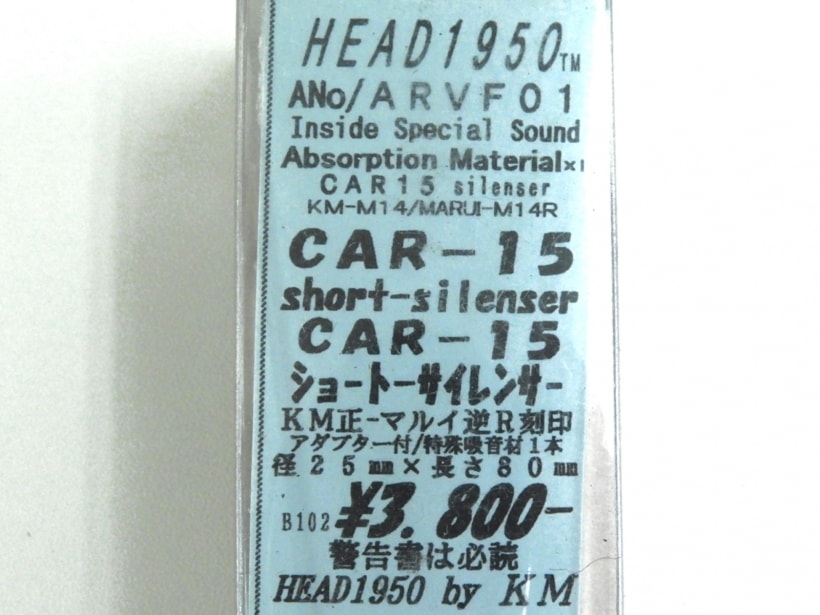 HEAD1950TM
ANo/ARVF01
Inside Special Sound
Absorption Material×1
CAR15 silenser
KM-M14/MARUI-M14R
CAR-15
short-silenser
CAR-15
ショートーサイレンサー
KM正-マルイ逆R刻印
アダプター付/特殊吸音材1本
径25mm×長さ80mm
B102 ¥3.800-
警告書は必読
HEAD1950 by KM